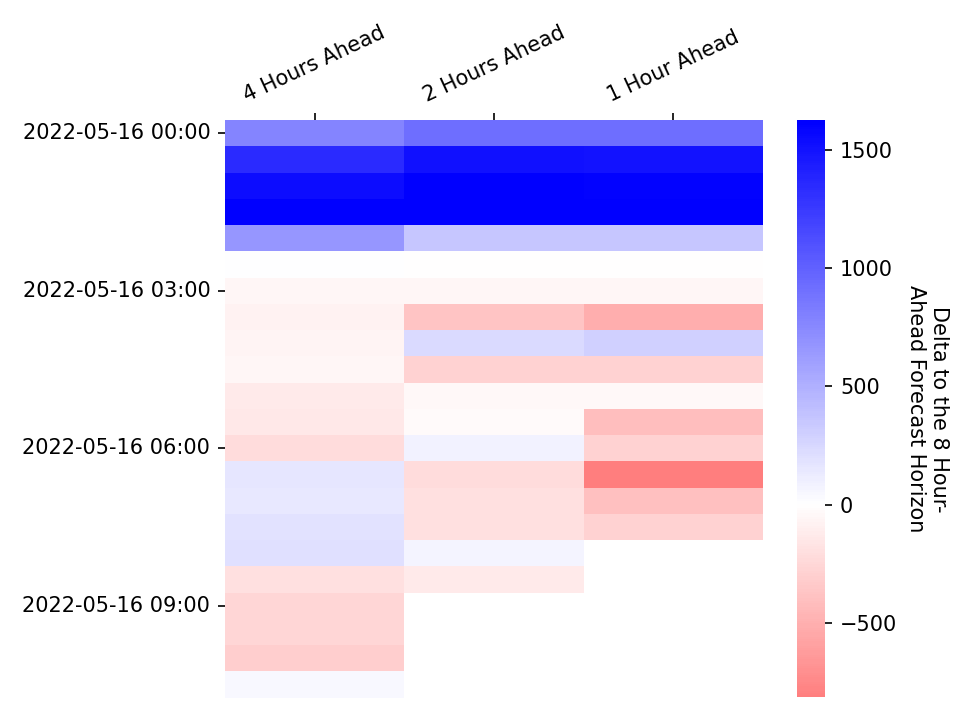 4 Hours Ahead
2 Hours Ahead
1 Hour Ahead
2022-05-16 00:00
2022-05-16 03:00
2022-05-16 06:00
2022-05-16 09:00
1500
1000
500
0
−500
Delta to the 8 Hour-
Ahead Forecast Horizon